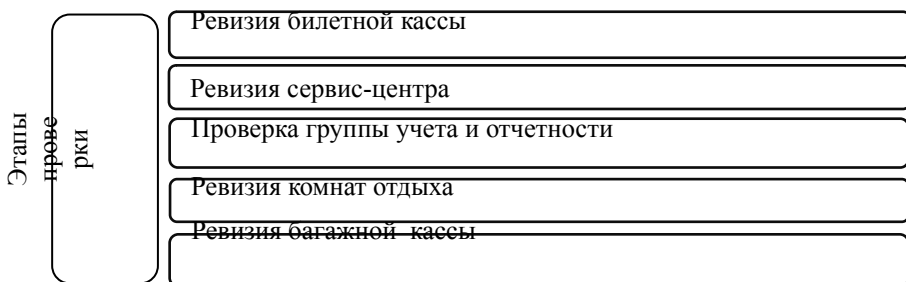 Этапы
прове
рки
Ревизия билетной кассы
Ревизия сервис-центра
Проверка группы учета и отчетности
Ревизия комнат отдыха
Ревизия багажной  кассы